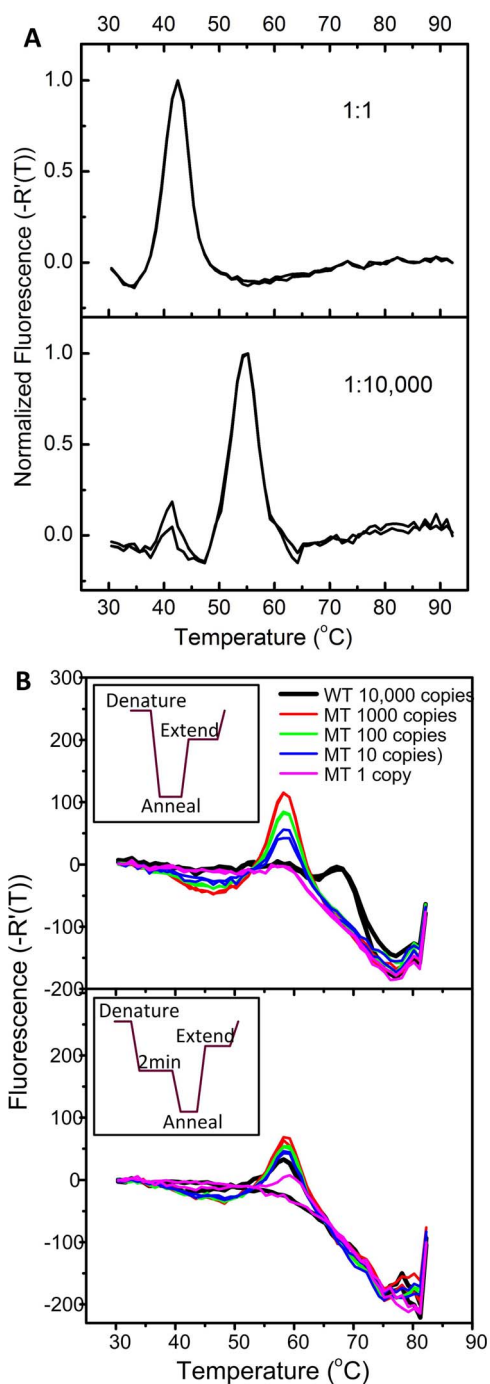 A
30 40 50 60 70 80 90
1.0
1:1
0.5
0.0
Normalized Fluorescence (-R'(T))
1.0
1:10,000
0.5
0.0
30 40 50 60 70 80 90
Temperature (°C)
B
300
Denature
Extend
Anneal
WT 10,000 copies
MT 1000 copies
MT 100 copies
MT 10 copies)
MT 1 copy
200
100
0
-100
-200
Fluorescence (-R'(T))
Denature
Extend
2min
Anneal
200
100
0
-100
-200
30 40 50 60 70 80 90
Temperature (°C)